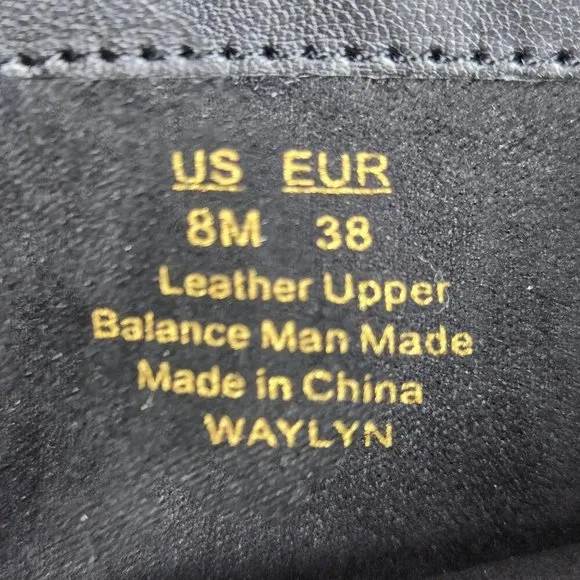 US EUR
8M 38
Leather Upper
Balance Man Made
Made in China
WAYLYN